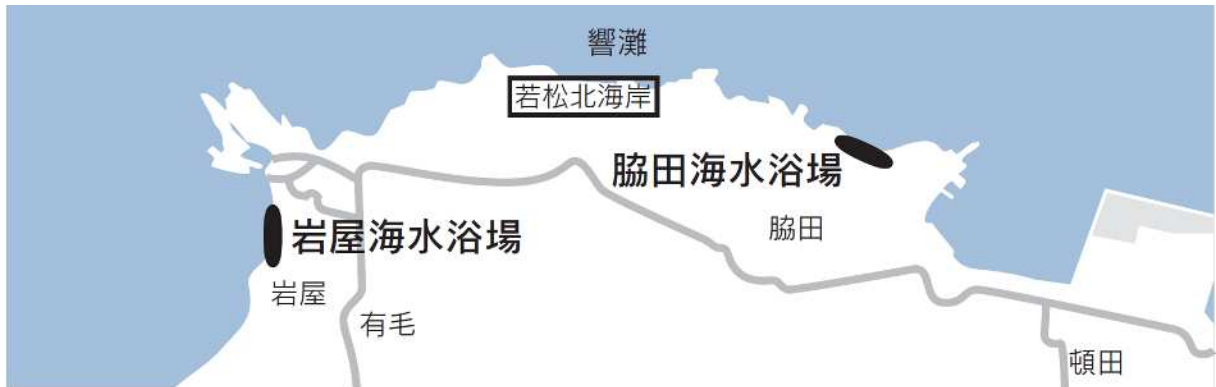 響灘
若松北海岸
脇田海水浴場
岩屋海水浴場
脇田
岩屋
有毛
頓田